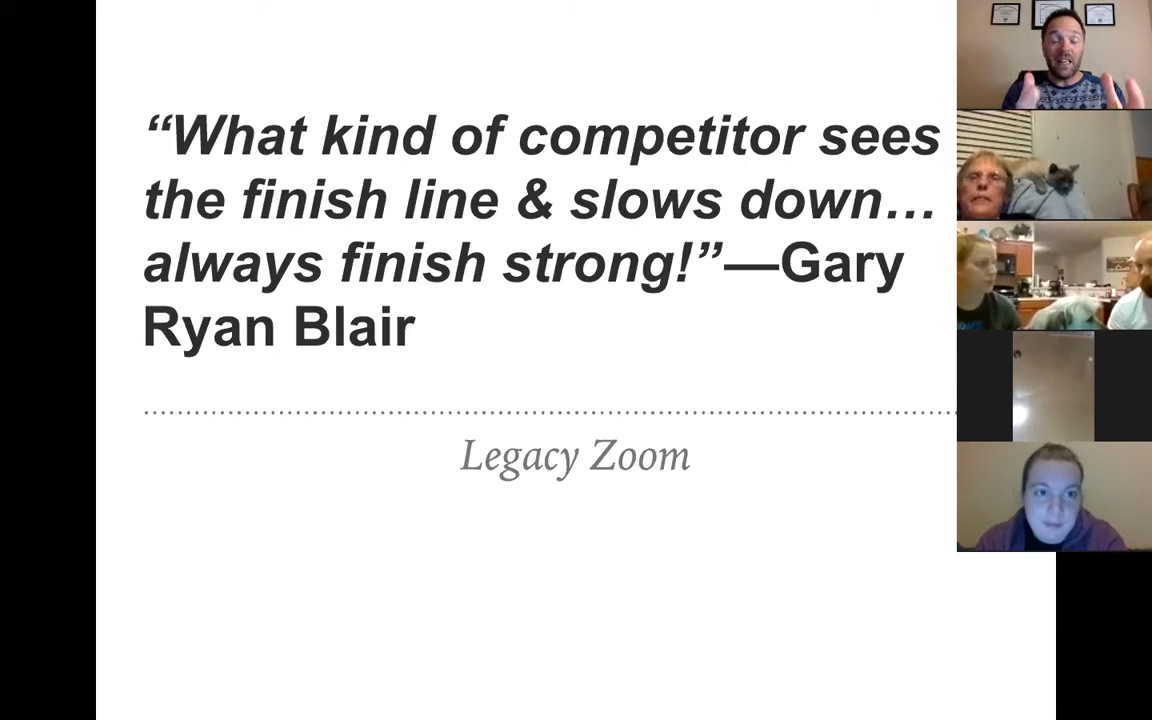 “What kind of competitor sees
the finish line & slows down…
always finish strong!”—Gary
Ryan Blair
Legacy Zoom